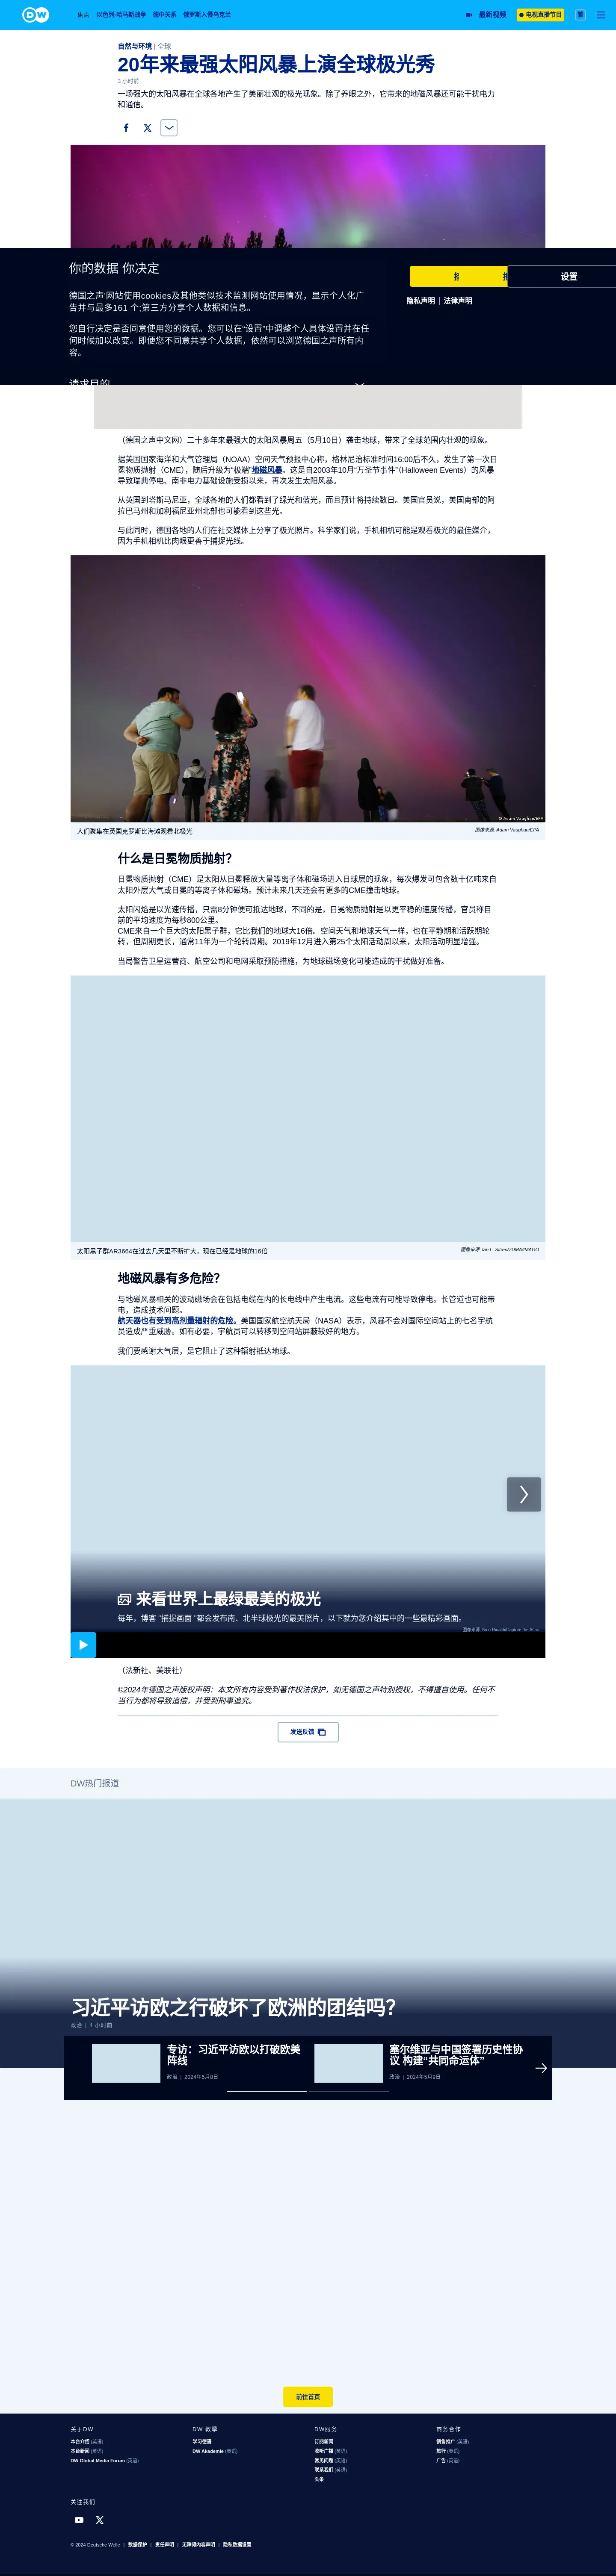 DW
焦点 以色列-哈马斯战争 德中关系 俄罗斯入侵乌克兰
最新视频
电视直播节目
繁
自然与环境 | 全球
20年来最强太阳风暴上演全球极光秀
3 小时前
一场强大的太阳风暴在全球各地产生了美丽壮观的极光现象。除了养眼之外，它带来的地磁风暴还可能干扰电力
和通信。
你的数据 你决定
德国之声'网站使用cookies及其他类似技术监测网站使用情况，显示个人化广
告并与最多161 个;第三方分享个人数据和信息。
您自行决定是否同意使用您的数据。您可以在“设置”中调整个人具体设置并在任
何时候加以改变。即便您不同意共享个人数据，依然可以浏览德国之声所有内
容。
请求目的
设置
隐私声明 | 法律声明
（德国之声中文网）二十多年来最强大的太阳风暴周五（5月10日）袭击地球，带来了全球范围内壮观的现象。
据美国国家海洋和大气管理局（NOAA）空间天气预报中心称，格林尼治标准时间16:00后不久，发生了第一次日
冕物质抛射（CME），随后升级为"极端"地磁风暴。这是自2003年10月“万圣节事件”（Halloween Events）的风暴
导致瑞典停电、南非电力基础设施受损以来，再次发生太阳风暴。
从英国到塔斯马尼亚，全球各地的人们都看到了绿光和蓝光，而且预计将持续数日。美国官员说，美国南部的阿
拉巴马州和加利福尼亚州北部也可能看到这些光。
与此同时，德国各地的人们在社交媒体上分享了极光照片。科学家们说，手机相机可能是观看极光的最佳媒介，
因为手机相机比肉眼更善于捕捉光线。
© Adam Vaughan/EPA
人们聚集在英国克罗斯比海滩观看北极光
图像来源: Adam Vaughan/EPA
什么是日冕物质抛射？
日冕物质抛射（CME）是太阳从日冕释放大量等离子体和磁场进入日球层的现象，每次爆发可包含数十亿吨来自
太阳外层大气或日冕的等离子体和磁场。预计未来几天还会有更多的CME撞击地球。
太阳闪焰是以光速传播，只需8分钟便可抵达地球，不同的是，日冕物质抛射是以更平稳的速度传播，官员称目
前的平均速度为每秒800公里。
CME来自一个巨大的太阳黑子群，它比我们的地球大16倍。空间天气和地球天气一样，也在平静期和活跃期轮
转，但周期更长，通常11年为一个轮转周期。2019年12月进入第25个太阳活动周以来，太阳活动明显增强。
当局警告卫星运营商、航空公司和电网采取预防措施，为地球磁场变化可能造成的干扰做好准备。
太阳黑子群AR3664在过去几天里不断扩大，现在已经是地球的16倍
图像来源: Ian L. Sitren/ZUMA/IMAGO
地磁风暴有多危险？
与地磁风暴相关的波动磁场会在包括电缆在内的长电线中产生电流。这些电流有可能导致停电。长管道也可能带
电，造成技术问题。
航天器也有受到高剂量辐射的危险。美国国家航空航天局（NASA）表示，风暴不会对国际空间站上的七名宇航
员造成严重威胁。如有必要，宇航员可以转移到空间站屏蔽较好的地方。
我们要感谢大气层，是它阻止了这种辐射抵达地球。
来看世界上最绿最美的极光
每年，博客 "捕捉画面 "都会发布南、北半球极光的最美照片，以下就为您介绍其中的一些最精彩画面。
图像来源: Nico Rinaldi/Capture the Atlas
（法新社、美联社）
©2024年德国之声版权声明：本文所有内容受到著作权法保护，如无德国之声特别授权，不得擅自使用。任何不
当行为都将导致追偿，并受到刑事追究。
发送反馈
DW热门报道
习近平访欧之行破坏了欧洲的团结吗？
政治 | 4 小时前
专访：习近平访欧以打破欧美
阵线
政治 | 2024年5月8日
塞尔维亚与中国签署历史性协
议 构建“共同命运体”
政治 | 2024年5月9日
前往首页
关于DW
本台介绍 (英语)
本台新闻 (英语)
DW Global Media Forum (英语)
DW 教學
学习德语
DW Akademie (英语)
DW服务
订阅新闻
收听广播 (英语)
常见问题 (英语)
联系我们 (英语)
头条
商务合作
销售推广 (英语)
旅行 (英语)
广告 (英语)
关注我们
© 2024 Deutsche Welle | 数据保护 | 责任声明 | 无障碍内容声明 | 隐私数据设置